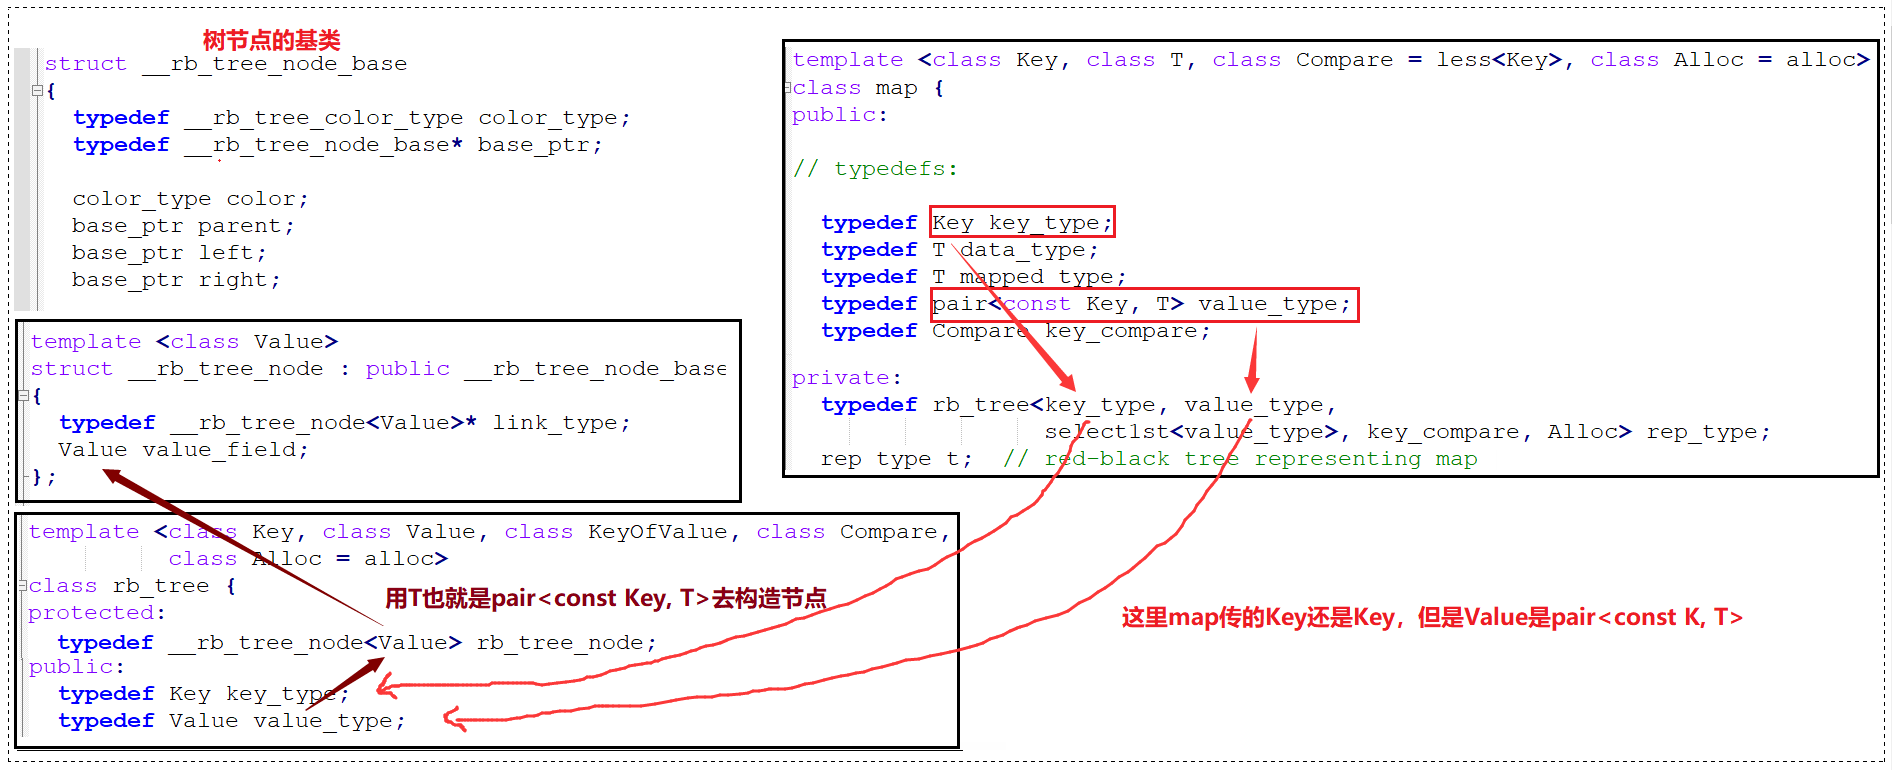 树节点的基类
struct __rb_tree_node_base
{
typedef __rb_tree_color_type color_type;
typedef __rb_tree_node_base* base_ptr;
color_type color;
base_ptr parent;
base_ptr left;
base_ptr right;
template <class Value>
struct __rb_tree_node : public __rb_tree_node_base
{
typedef __rb_tree_node<Value>* link_type;
Value value_field;
};
template <class Key, class Value, class KeyOfValue, class Compare,
class Alloc = alloc>
class rb_tree {
protected:
typedef __rb_tree_node<Value> rb_tree_node;
public:
typedef Key key_type;
typedef Value value_type;
用T也就是pair<const Key, T>去构造节点
template <class Key, class T, class Compare = less<Key>, class Alloc = alloc>
class map {
public:
// typedefs:
typedef Key key_type;
typedef T data_type;
typedef T mapped type;
typedef pair<const Key, T> value_type;
typedef Compare key_compare;
private:
typedef rb_tree<key_type, value_type,
select1st<value_type>, key_compare, Alloc> rep_type;
rep type t;  // red-black tree representing map
这里map传的Key还是Key，但是Value是pair<const K, T>